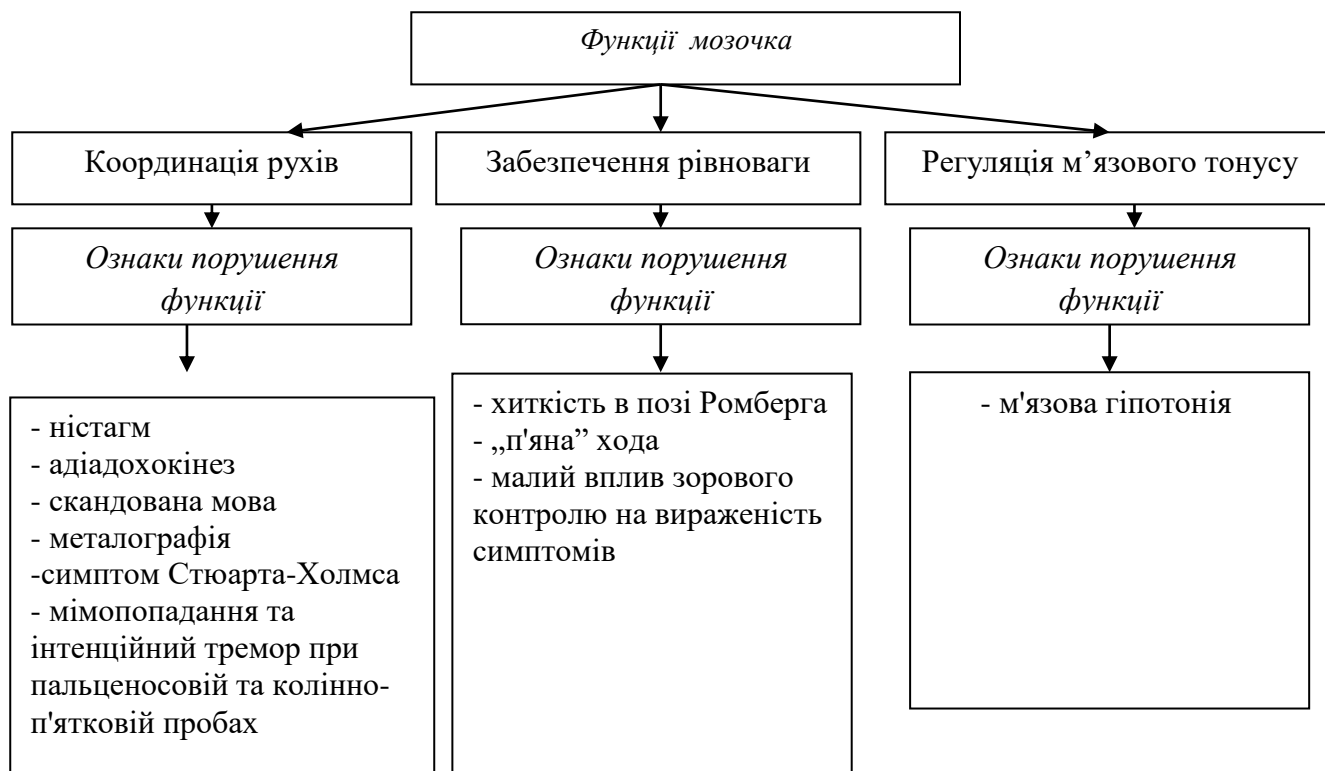 Функції мозочка
Координація рухів
Забезпечення рівноваги
Регуляція м’язового тонусу
Ознаки порушення
функції
Ознаки порушення
функції
Ознаки порушення
функції
- ністагм
- адіадохокінез
- скандована мова
- металографія
-симптом Стюарта-Холмса
- мімопопадання та
інтенційний тремор при
пальценосовій та колінно-
п'ятковій пробах
- хиткість в позі Ромберга
- „п'яна” хода
- малий вплив зорового
контролю на вираженість
симптомів
- м'язова гіпотонія